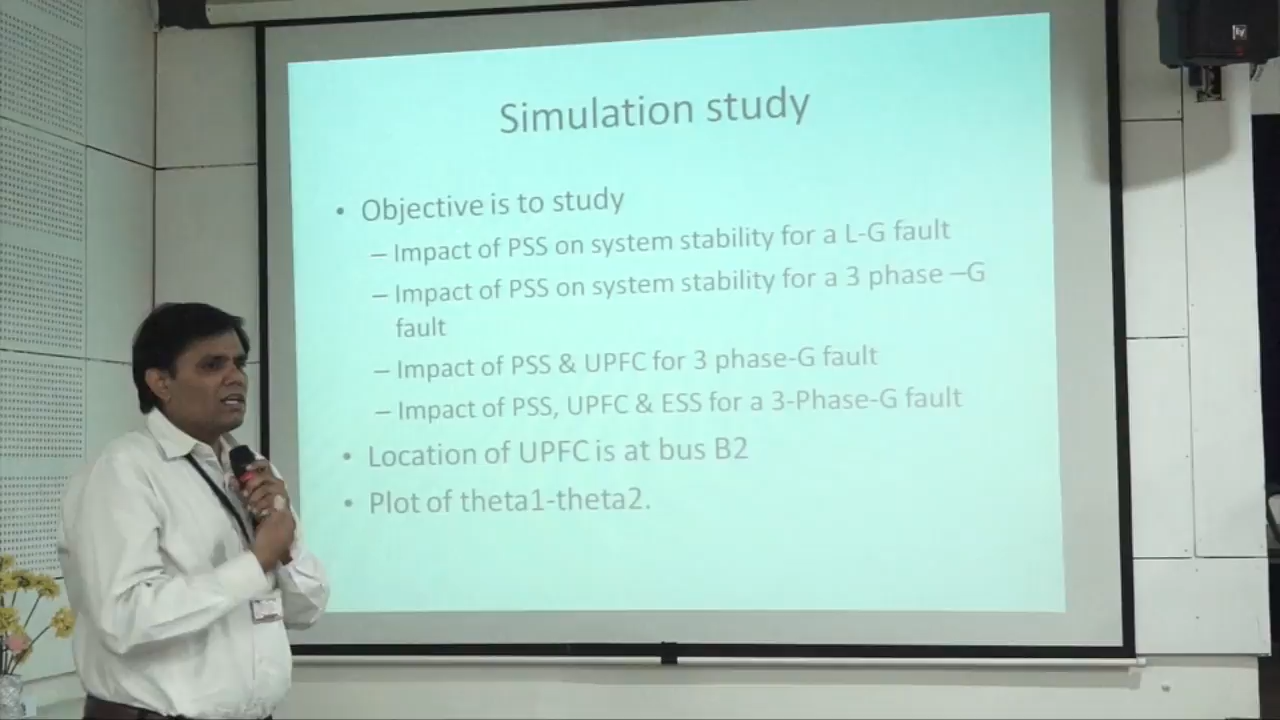 Simulation study
• Objective is to study
– Impact of PSS on system stability for a L-G fault
– Impact of PSS on system stability for a 3 phase –G
fault
– Impact of PSS & UPFC for 3 phase-G fault
– Impact of PSS, UPFC & ESS for a 3-Phase-G fault
• Location of UPFC is at bus B2
• Plot of theta1-theta2.